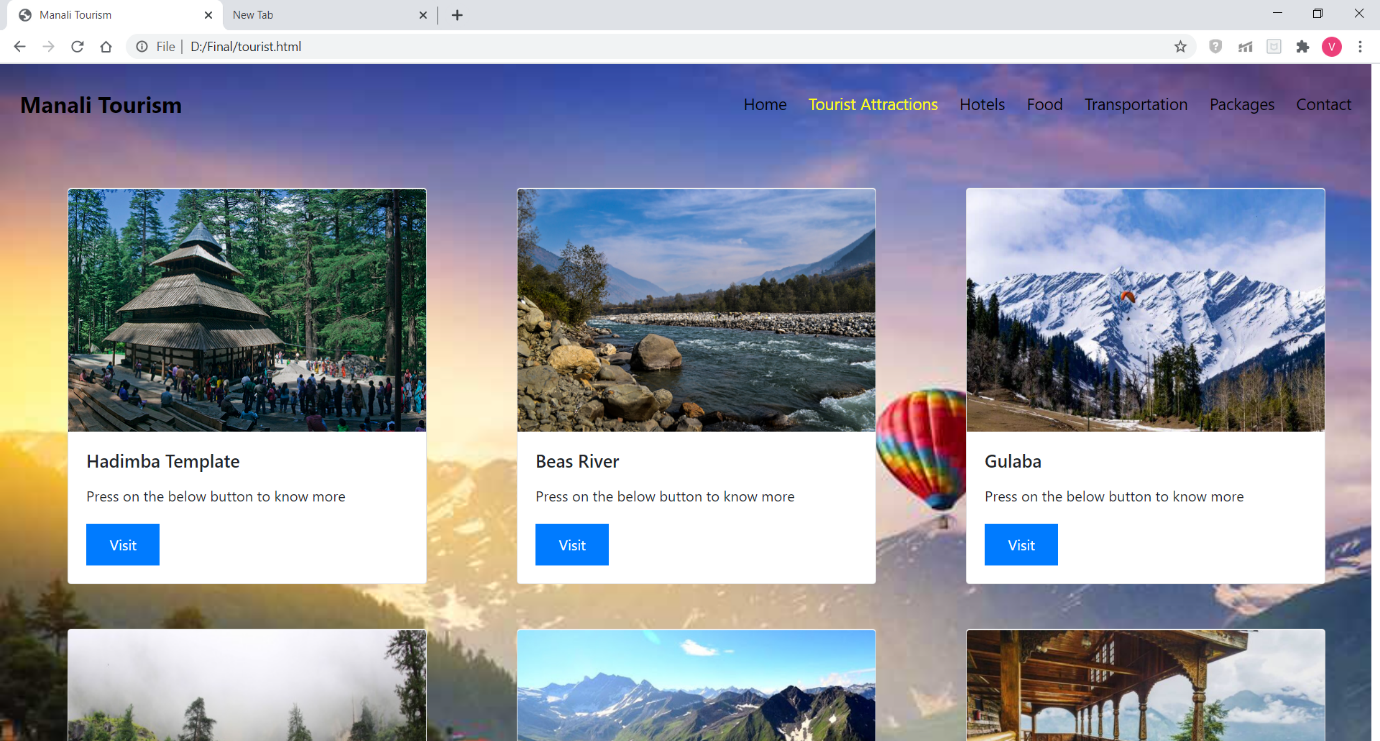 Manali Tourism
New Tab
File | D:/Final/tourist.html
V
Manali Tourism
Home Tourist Attractions Hotels Food Transportation Packages Contact
Hadimba Template
Press on the below button to know more
Visit
Beas River
Press on the below button to know more
Visit
Gulaba
Press on the below button to know more
Visit